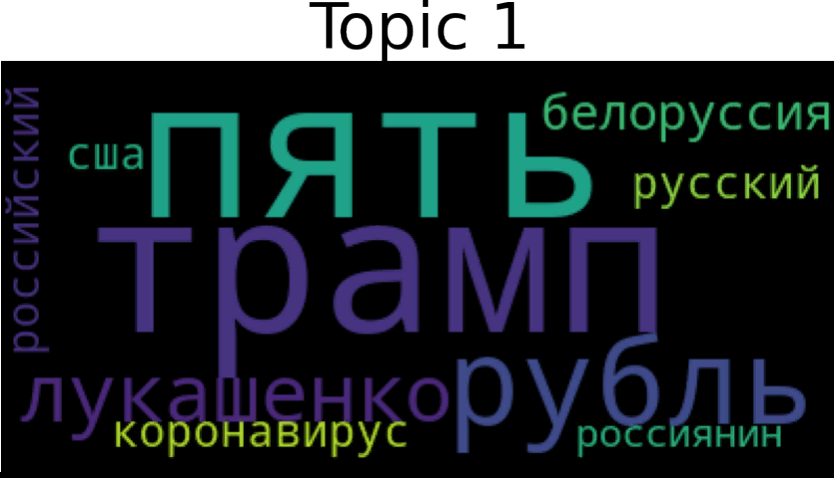 Topic 1
российский
сша
пять
белоруссия
русский
трамп
лукашенко
рубль
коронавирус
россиянин